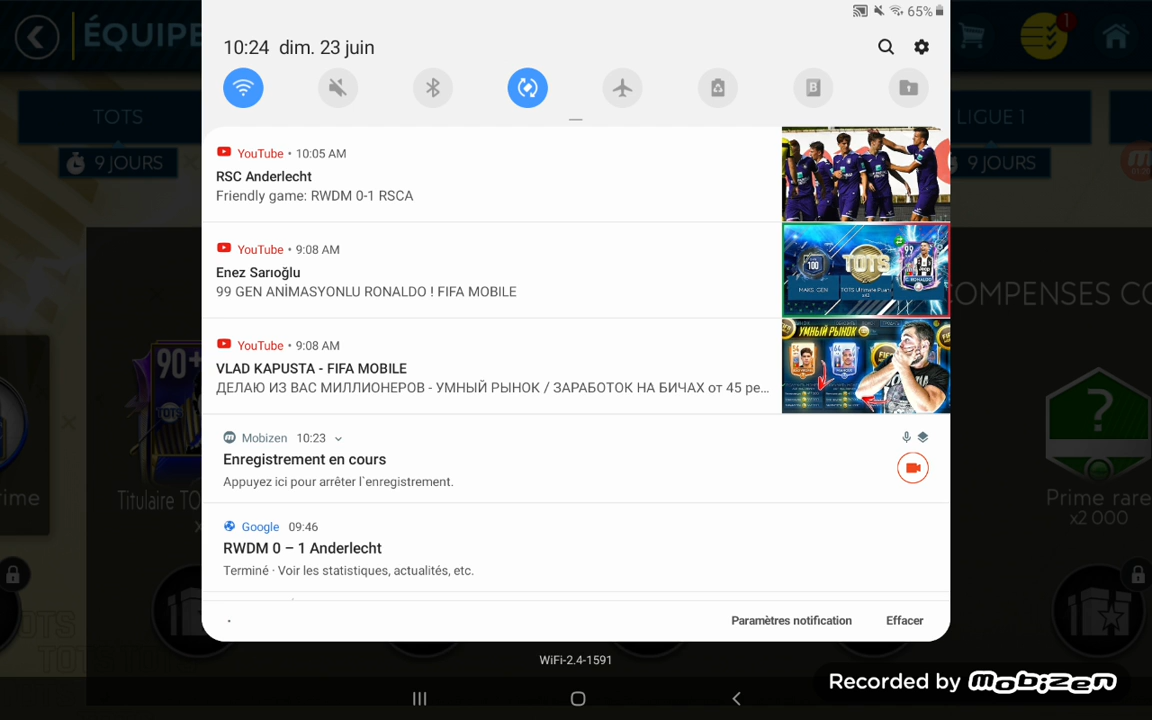 65%
10:24 dim. 23 juin
ÉQUIPE
1
TOTS
LIGUE 1
9 JOURS
9 JOURS
YouTube • 10:05 AM
RSC Anderlecht
Friendly game: RWDM 0-1 RSCA
YouTube • 9:08 AM
Enez Sarıoğlu
99 GEN ANİMASYONLU RONALDO ! FIFA MOBILE
100
TOTS
99
YouTube • 9:08 AM
VLAD KAPUSTA - FIFA MOBILE
ДЕЛАЮ ИЗ ВАС МИЛЛИОНЕРОВ - УМНЫЙ РЫНОК / ЗАРАБОТОК НА БИЧАХ от 45 ре...
УМНЫЙ РЫНОК
OMPENSES CO
90+
TOTS
Titulaire TO
ime
?
Prime rare
x2 000
Mobizen 10:23
Enregistrement en cours
Appuyez ici pour arrêter l`enregistrement.
Google 09:46
RWDM 0 – 1 Anderlecht
Terminé · Voir les statistiques, actualités, etc.
Paramètres notification
Effacer
WiFi-2.4-1591
Recorded by mobizen